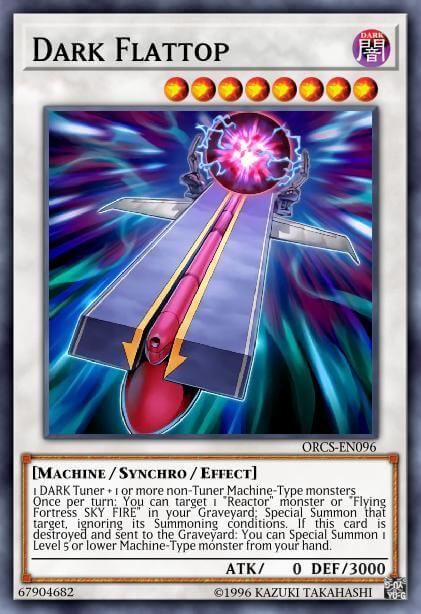 DARK FLATTOP
DARK
闇
ORCS-EN096
[MACHINE / SYNCHRO / EFFECT]
1 DARK Tuner + 1 or more non-Tuner Machine-Type monsters
Once per turn: You can target 1 "Reactor" monster or "Flying
Fortress SKY FIRE" in your Graveyard; Special Summon that
target, ignoring its Summoning conditions. If this card is
destroyed and sent to the Graveyard: You can Special Summon 1
Level 5 or lower Machine-Type monster from your hand.
ATK/ 0 DEF/3000
67904682
©1996 KAZUKI TAKAHASHI